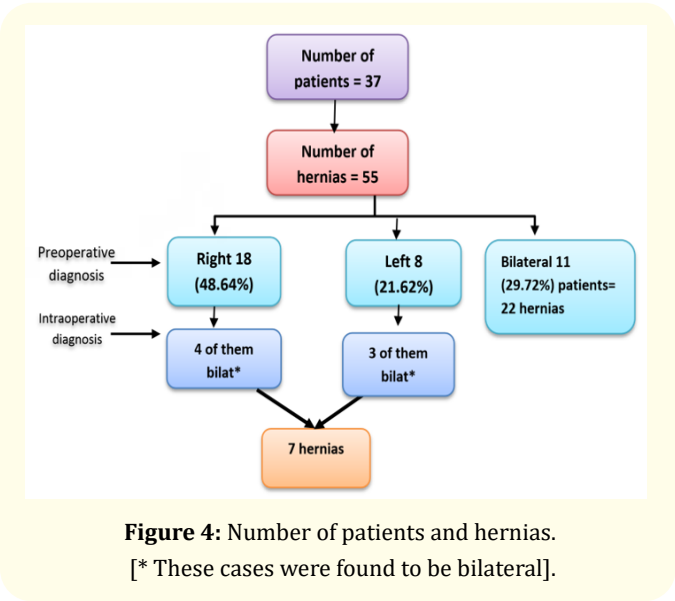 Number of
patients = 37
Number of
hernias = 55
Preoperative
diagnosis
Right 18
(48.64%)
Left 8
(21.62%)
Bilateral 11
(29.72%) patients=
22 hernias
Intraoperative
diagnosis
4 of them
bilat*
3 of them
bilat*
7 hernias
Figure 4: Number of patients and hernias.
[* These cases were found to be bilateral].